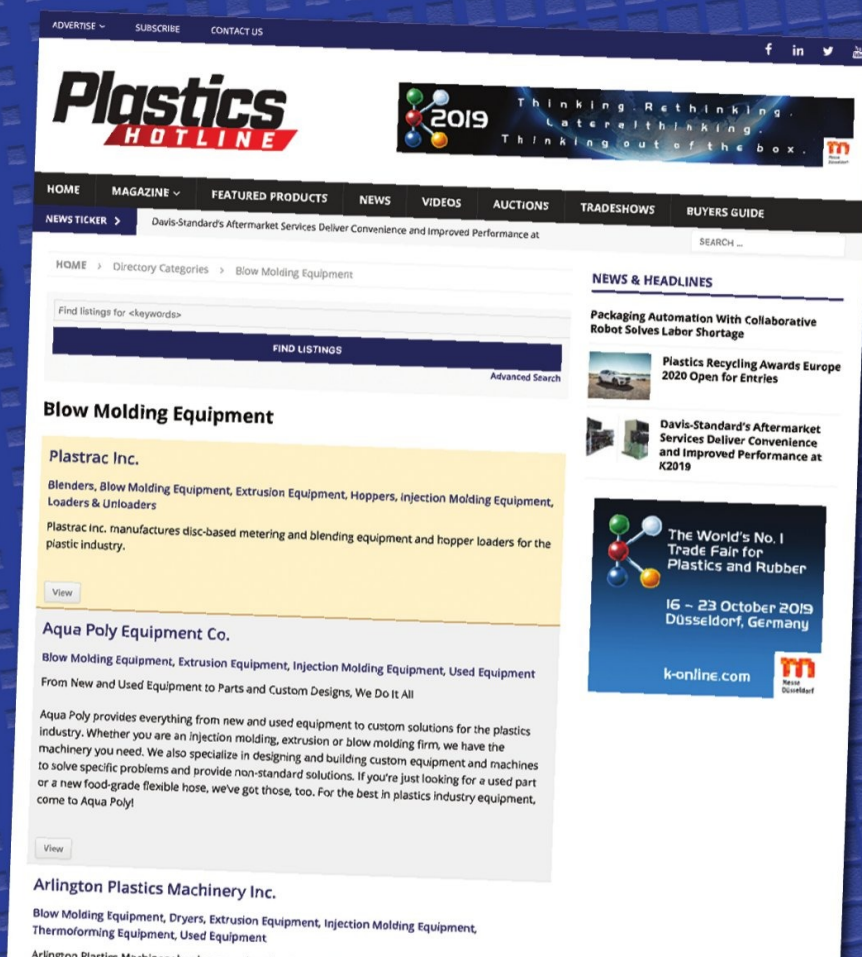 ADVERTISE
SUBSCRIBE
CONTACT US
f in
Plastics
HOTLINE
2019
Thinking. Rethinking.
Lateral thinking.
Thinking out of the box.
m
Messe
Düsseldorf
HOME
MAGAZINE
FEATURED PRODUCTS
NEWS
VIDEOS
AUCTIONS
TRADESHOWS
BUYERS GUIDE
NEWS TICKER >
Davis-Standard's Aftermarket Services Deliver Convenience and Improved Performance at
SEARCH ...
HOME > Directory Categories > Blow Molding Equipment
Find listings for <keywords>
FIND LISTINGS
Advanced Search
Blow Molding Equipment
Plastrac Inc.
Blenders, Blow Molding Equipment, Extrusion Equipment, Hoppers, Injection Molding Equipment,
Loaders & Unloaders
Plastrac Inc. manufactures disc-based metering and blending equipment and hopper loaders for the
plastic industry.
View
Aqua Poly Equipment Co.
Blow Molding Equipment, Extrusion Equipment, Injection Molding Equipment, Used Equipment
From New and Used Equipment to Parts and Custom Designs, We Do It All
Aqua Poly provides everything from new and used equipment to custom solutions for the plastics
industry. Whether you are an injection molding, extrusion or blow molding firm, we have the
machinery you need. We also specialize in designing and building custom equipment and machines
to solve specific problems and provide non-standard solutions. If you're just looking for a used part
or a new food-grade flexible hose, we've got those, too. For the best in plastics industry equipment,
come to Aqua Poly!
View
Arlington Plastics Machinery Inc.
Blow Molding Equipment, Dryers, Extrusion Equipment, Injection Molding Equipment,
Thermoforming Equipment, Used Equipment
Arlington Plastics
NEWS & HEADLINES
Packaging Automation With Collaborative
Robot Solves Labor Shortage
Plastics Recycling Awards Europe
2020 Open for Entries
Davis-Standard's Aftermarket
Services Deliver Convenience
and Improved Performance at
K2019
The World's No. 1
Trade Fair for
Plastics and Rubber
16 – 23 October 2019
Düsseldorf, Germany
k-online.com
m
Messe
Düsseldorf